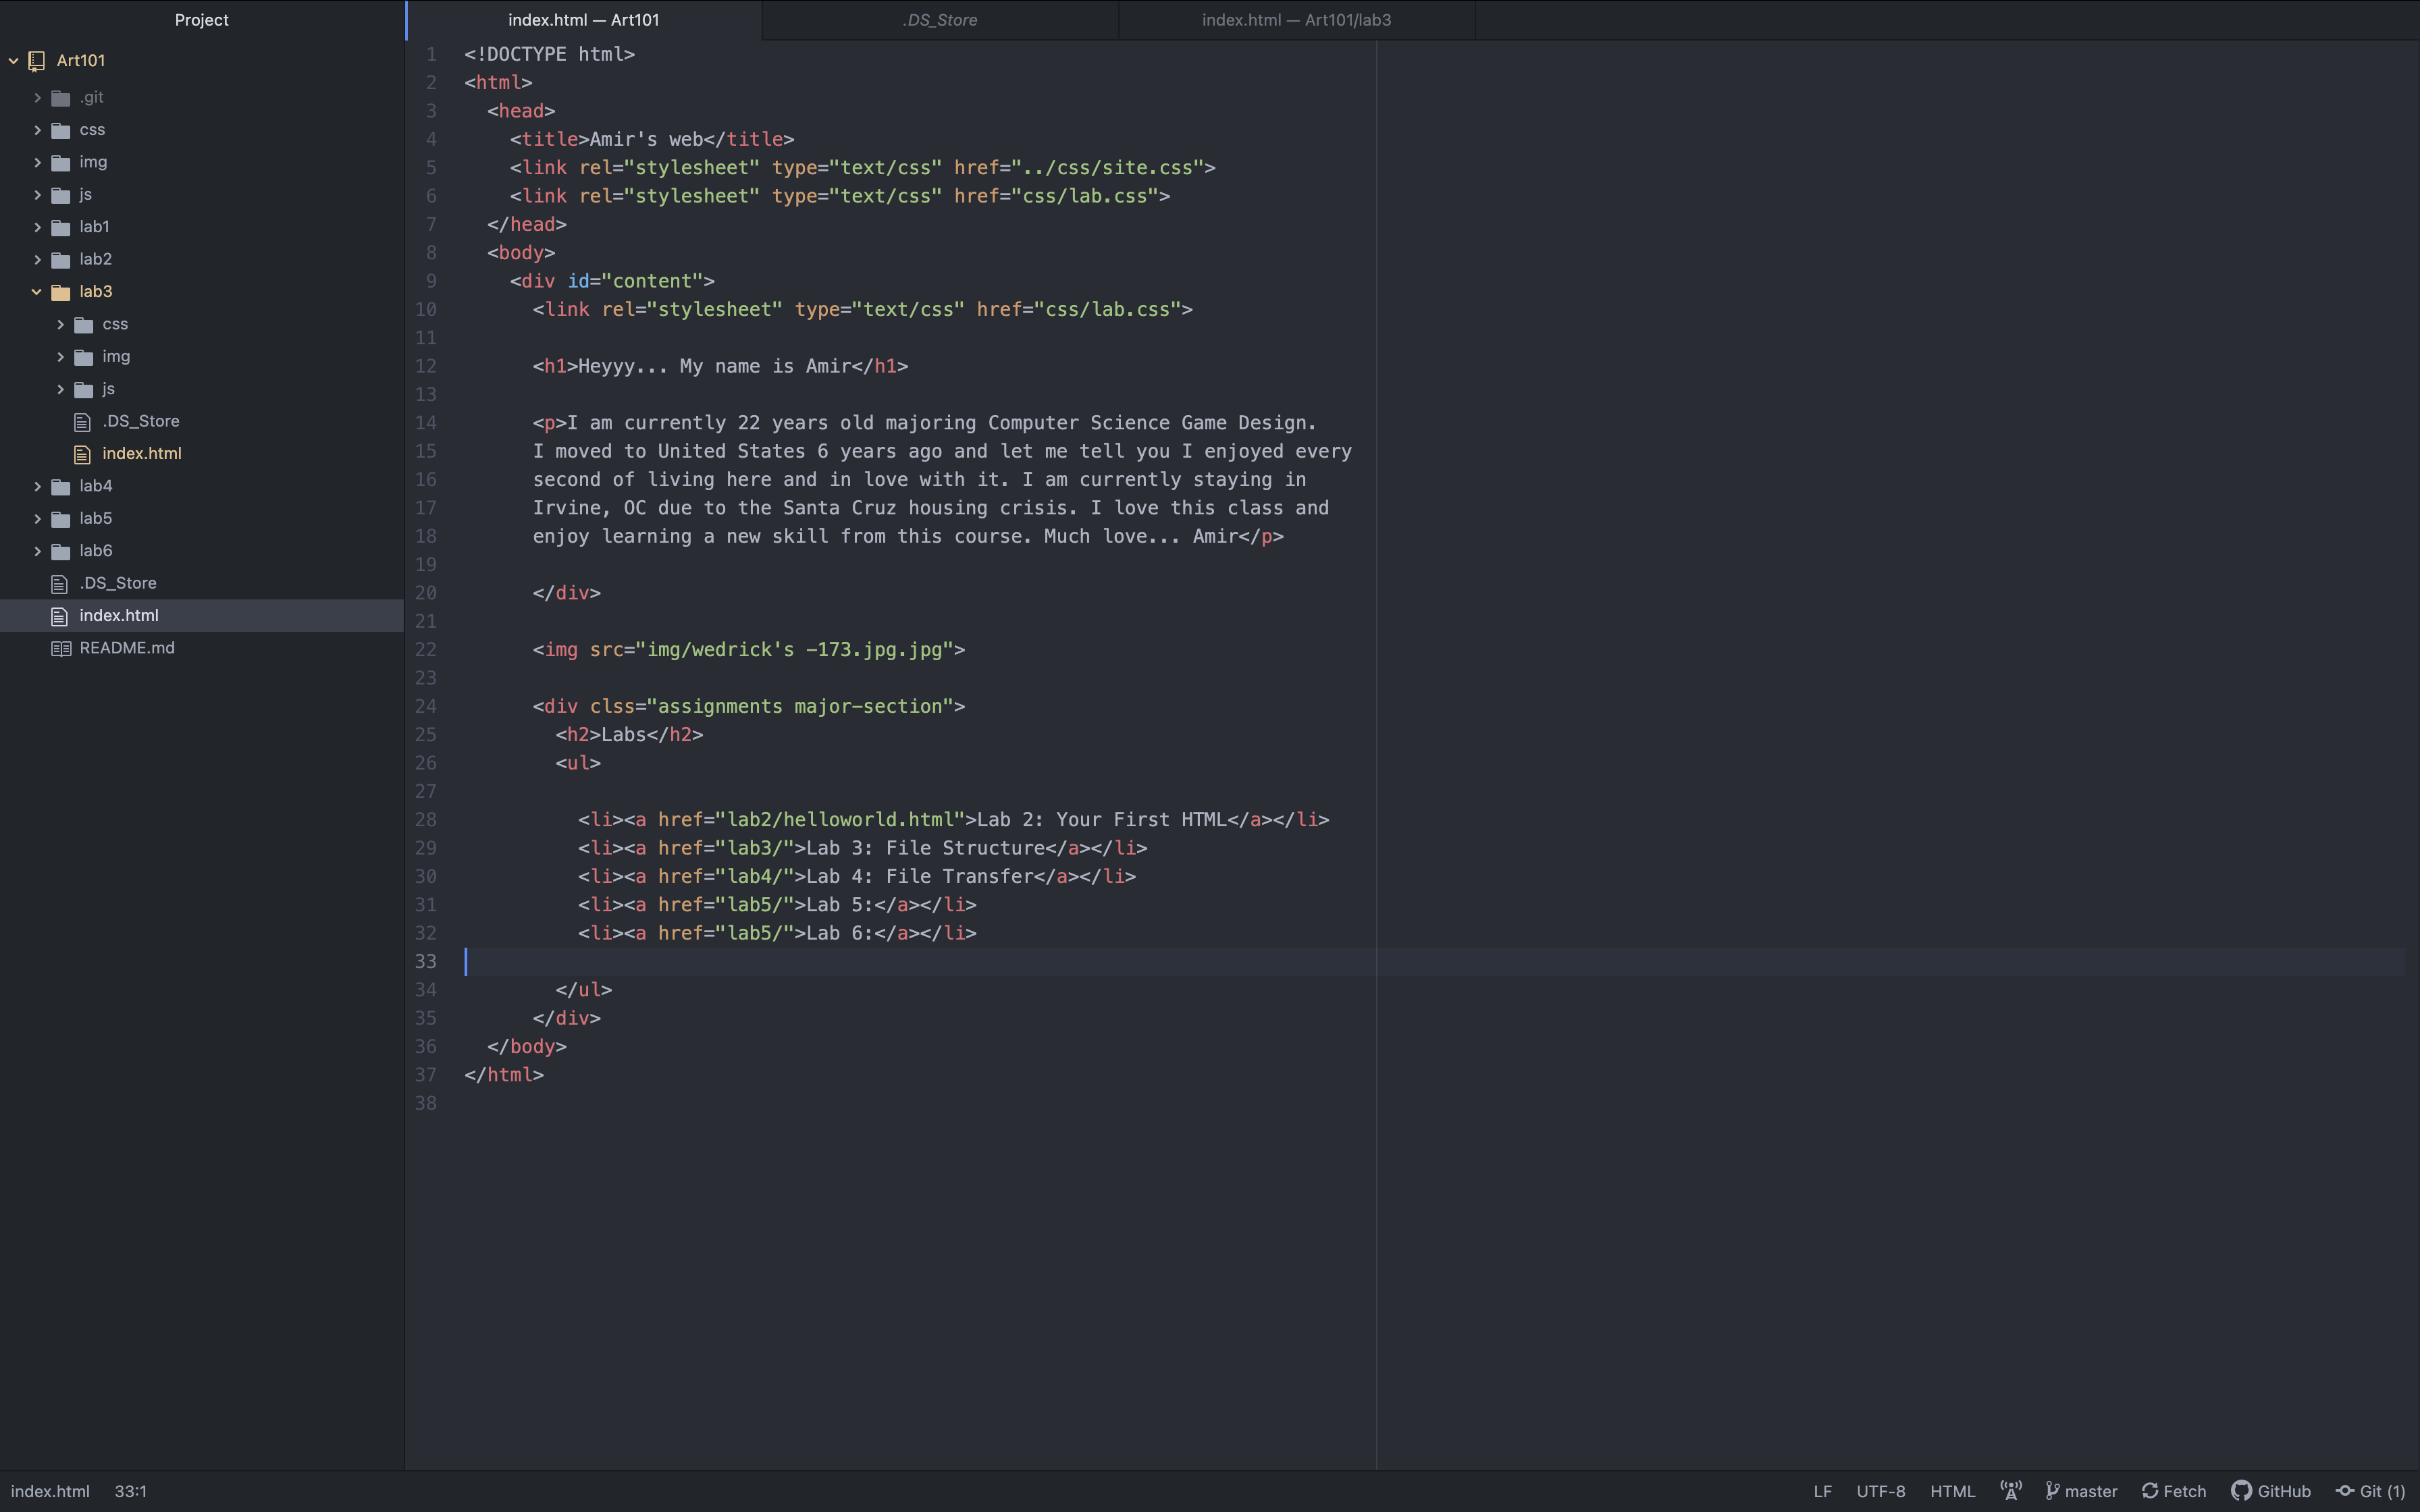 Project
Art101
.git
css
img
js
lab1
lab2
lab3
css
img
js
.DS_Store
index.html
lab4
lab5
lab6
.DS_Store
index.html
README.md
index.html — Art101
.DS_Store
index.html — Art101/lab3
1 <!DOCTYPE html>
2 <html>
3 <head>
4 <title>Amir's web</title>
5 <link rel="stylesheet" type="text/css" href="../css/site.css">
6 <link rel="stylesheet" type="text/css" href="css/lab.css">
7 </head>
8 <body>
9 <div id="content">
10 <link rel="stylesheet" type="text/css" href="css/lab.css">
11
12 <h1>Heyyy... My name is Amir</h1>
13
14 <p>I am currently 22 years old majoring Computer Science Game Design.
15 I moved to United States 6 years ago and let me tell you I enjoyed every
16 second of living here and in love with it. I am currently staying in
17 Irvine, OC due to the Santa Cruz housing crisis. I love this class and
18 enjoy learning a new skill from this course. Much love... Amir</p>
19
20 </div>
21
22 <img src="img/wedrick's -173.jpg.jpg">
23
24 <div clss="assignments major-section">
25 <h2>Labs</h2>
26 <ul>
27
28 <li><a href="lab2/helloworld.html">Lab 2: Your First HTML</a></li>
29 <li><a href="lab3/">Lab 3: File Structure</a></li>
30 <li><a href="lab4/">Lab 4: File Transfer</a></li>
31 <li><a href="lab5/">Lab 5:</a></li>
32 <li><a href="lab5/">Lab 6:</a></li>
33
34 </ul>
35 </div>
36 </body>
37 </html>
38
index.html 33:1 LF UTF-8 HTML master Fetch GitHub Git (1)